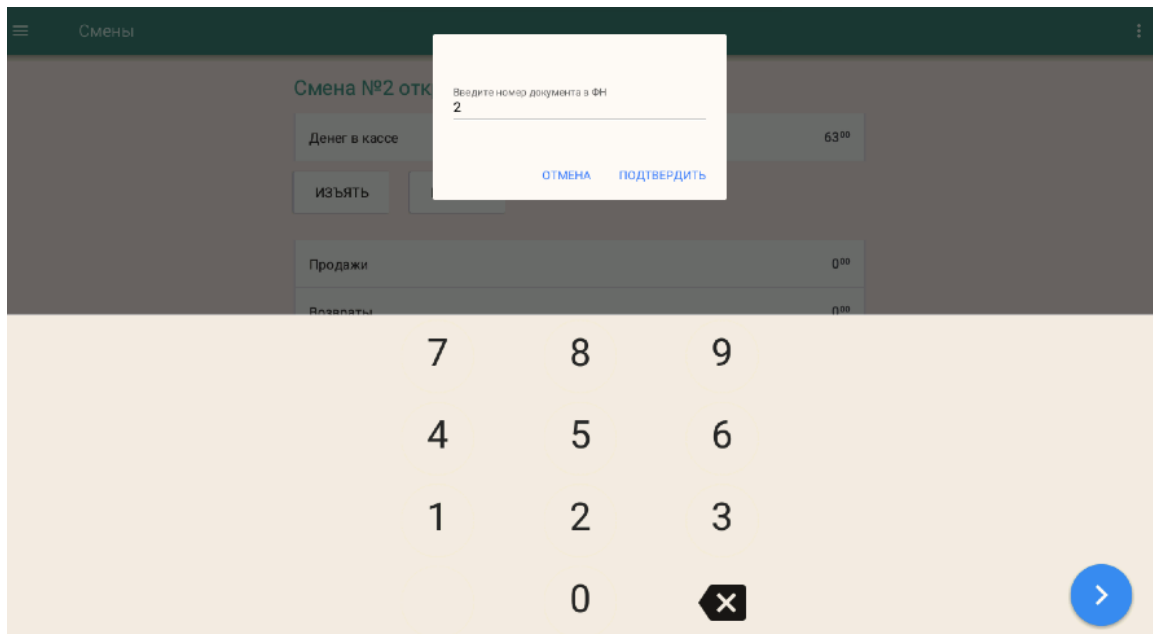 Смены
Смена №2 отк
Введите номер документа в ФН
2
Денег в кассе
63⁰⁰
ОТМЕНА ПОДТВЕРДИТЬ
ИЗЪЯТЬ
Продажи
0⁰⁰
Возвраты
0⁰⁰
7 8 9
4 5 6
1 2 3
0